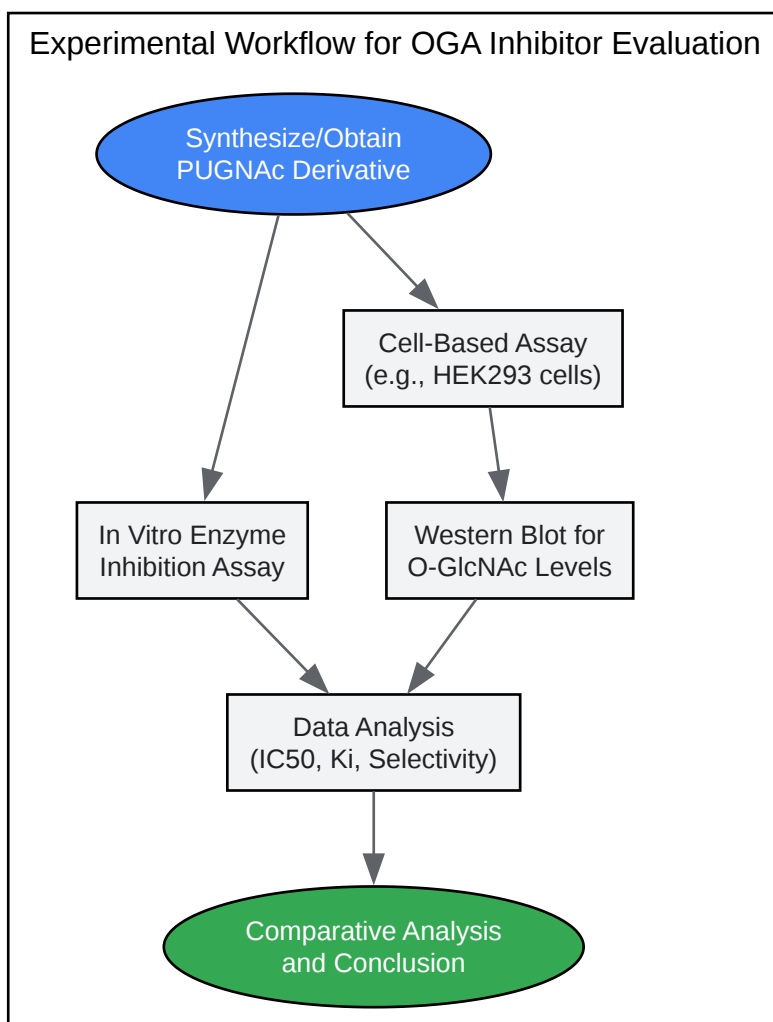 Experimental Workflow for OGA Inhibitor Evaluation
Synthesize/Obtain
PUGNAc Derivative
Cell-Based Assay
(e.g., HEK293 cells)
In Vitro Enzyme
Inhibition Assay
Western Blot for
O-GlcNAc Levels
Data Analysis
(IC50, Ki, Selectivity)
Comparative Analysis
and Conclusion